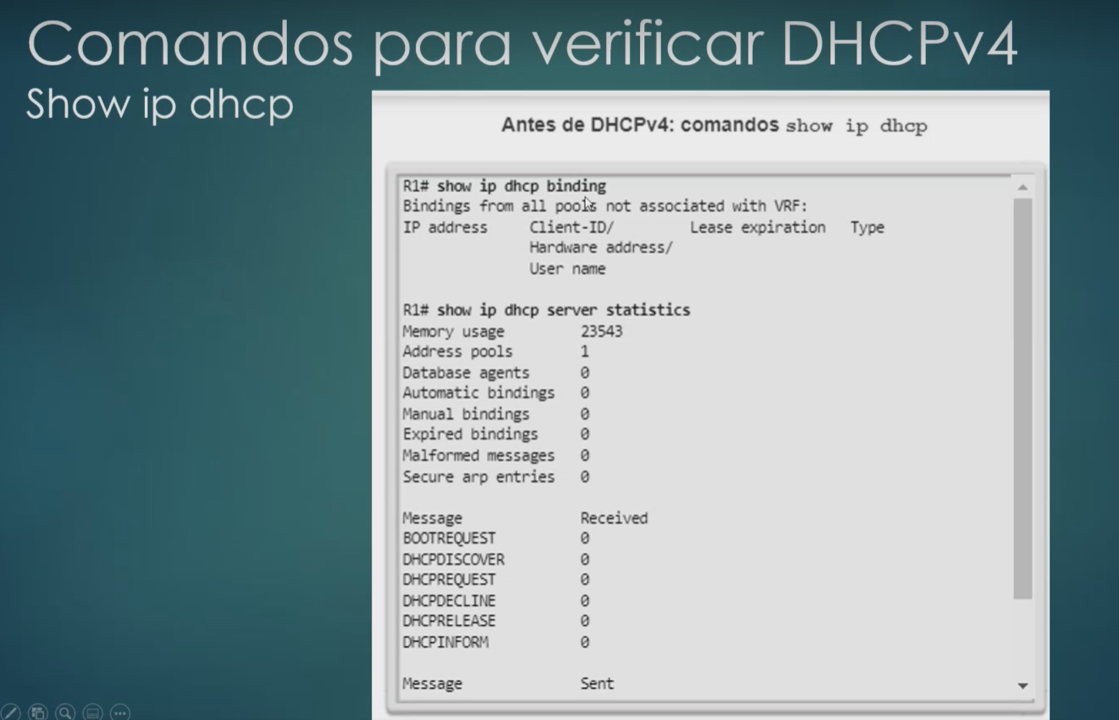 Comandos para verificar DHCPv4
Show ip dhcp
Antes de DHCPv4: comandos show ip dhcp
R1# show ip dhcp binding
Bindings from all pools not associated with VRF:
IP address Client-ID/ Lease expiration Type
Hardware address/
User name
R1# show ip dhcp server statistics
Memory usage 23543
Address pools 1
Database agents 0
Automatic bindings 0
Manual bindings 0
Expired bindings 0
Malformed messages 0
Secure arp entries 0
Message Received
BOOTREQUEST 0
DHCPDISCOVER 0
DHCPREQUEST 0
DHCPDECLINE 0
DHCPRELEASE 0
DHCPINFORM 0
Message Sent